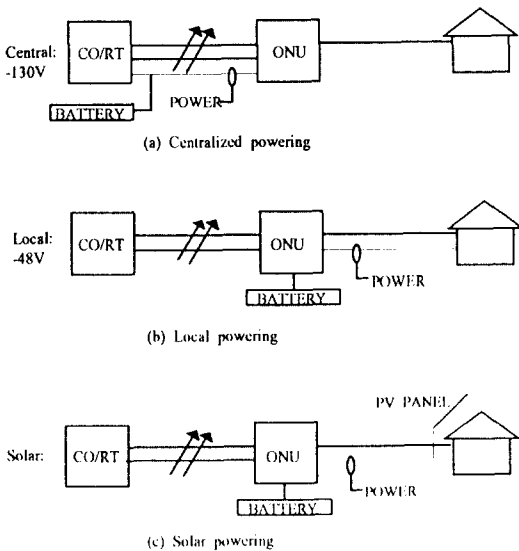 Central:
-130V
CO/RT
ONU
POWER
BATTERY
(a) Centralized powering
Local:
-48V
CO/RT
ONU
POWER
BATTERY
(b) Local powering
PV PANEL
Solar:
CO/RT
ONU
POWER
BATTERY
(c) Solar powering